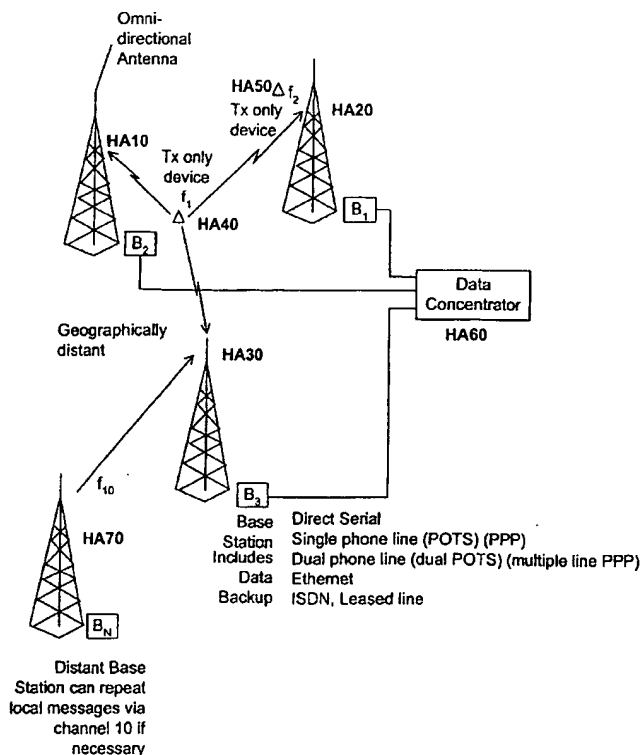 Omni-
directional
Antenna
HA10
HA50 Δ f2
Tx only
device
HA20
Tx only
device
f1
HA40
B1
B2
Data
Concentrator
HA60
Geographically
distant
HA30
f10
HA70
B3
Base
Station
Includes
Data
Backup
Direct Serial
Single phone line (POTS) (PPP)
Dual phone line (dual POTS) (multiple line PPP)
Ethernet
ISDN, Leased line
BN
Distant Base
Station can repeat
local messages via
channel 10 if
necessary